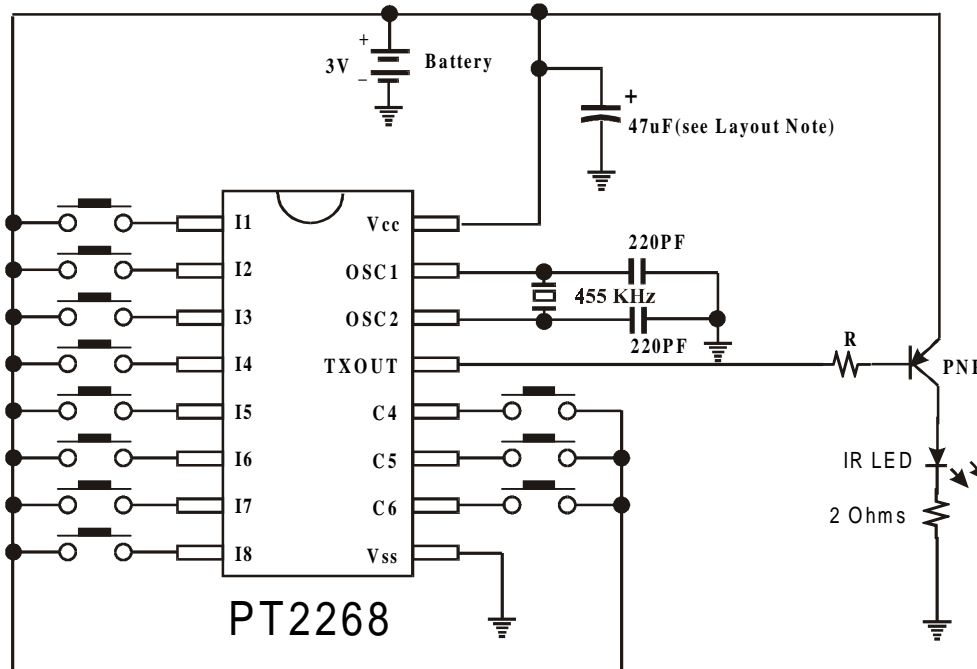 +
3V
Battery
–
+
47uF(see Layout Note)
I1
Vcc
220PF
I2
OSC1
455 KHz
I3
OSC2
220PF
I4
TXOUT
R
PNP
I5
C4
I6
C5
IR LED
I7
C6
2 Ohms
I8
Vss
PT2268